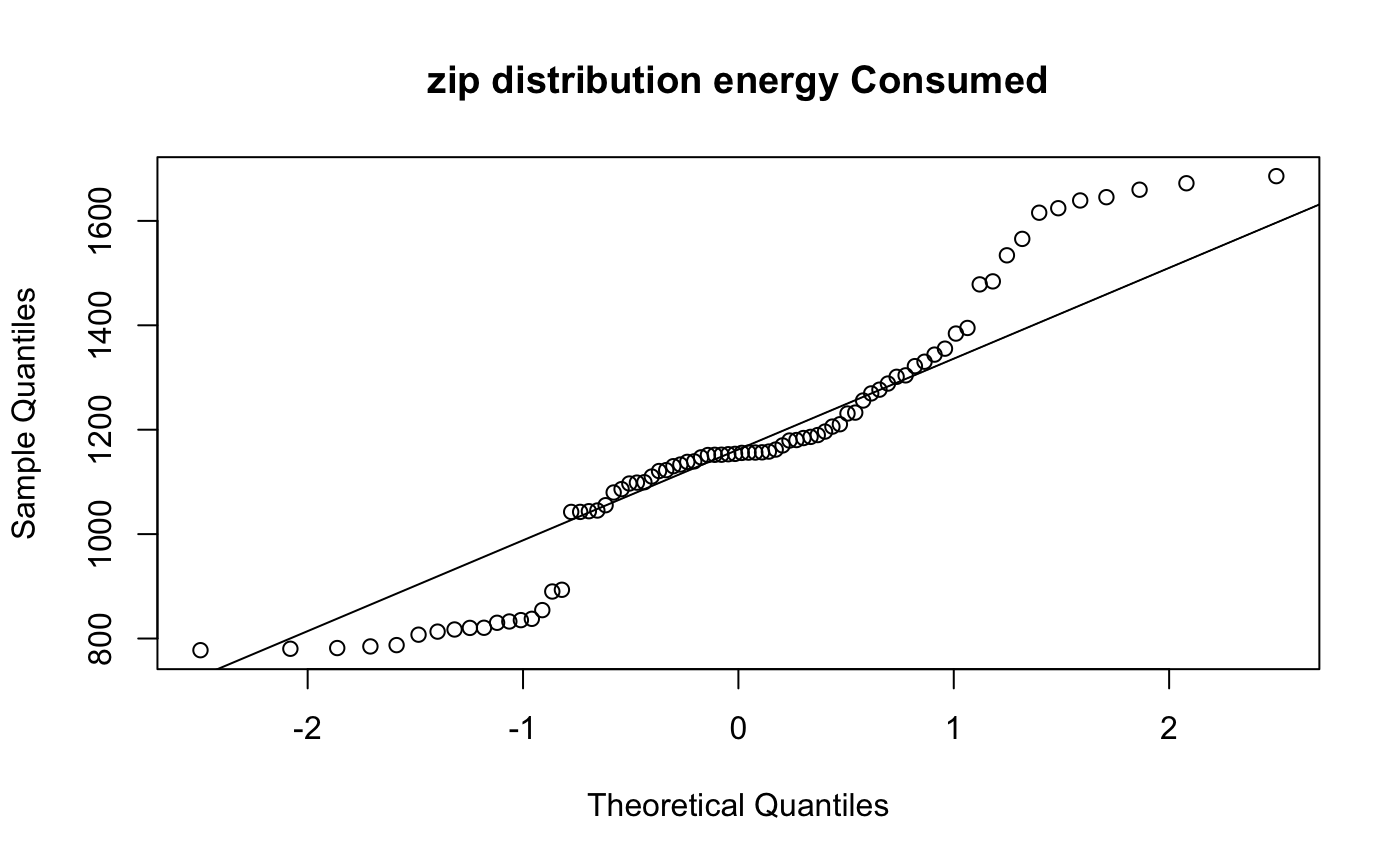 zip distribution energy Consumed
Sample Quantiles
1600
1400
1200
1000
800
-2 -1 0 1 2
Theoretical Quantiles